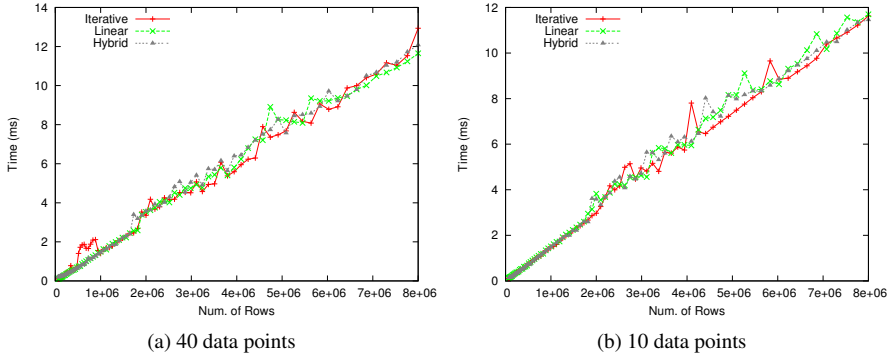 14
12
10
8
6
4
2
0
Time (ms)
Iterative
Linear
Hybrid
0 1e+06 2e+06 3e+06 4e+06 5e+06 6e+06 7e+06 8e+06
Num. of Rows
(a) 40 data points
12
10
8
6
4
2
0
Time (ms)
Iterative
Linear
Hybrid
0 1e+06 2e+06 3e+06 4e+06 5e+06 6e+06 7e+06 8e+06
Num. of Rows
(b) 10 data points